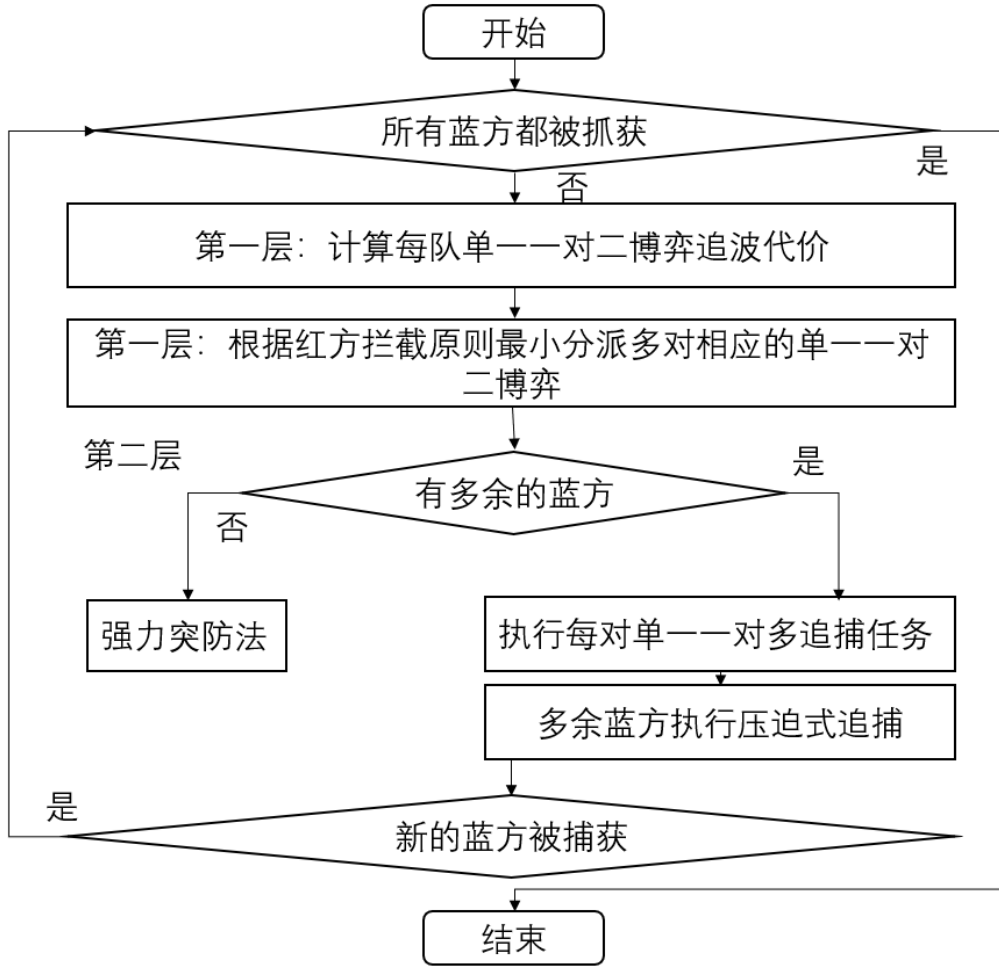 开始
所有蓝方都被抓获
是
否
第一层：计算每队单一一对二博弈追波代价
第一层：根据红方拦截原则最小分派多对相应的单一一对
二博弈
第二层
是
有多余的蓝方
否
强力突防法
执行每对单一一对多追捕任务
多余蓝方执行压迫式追捕
是
新的蓝方被捕获
结束